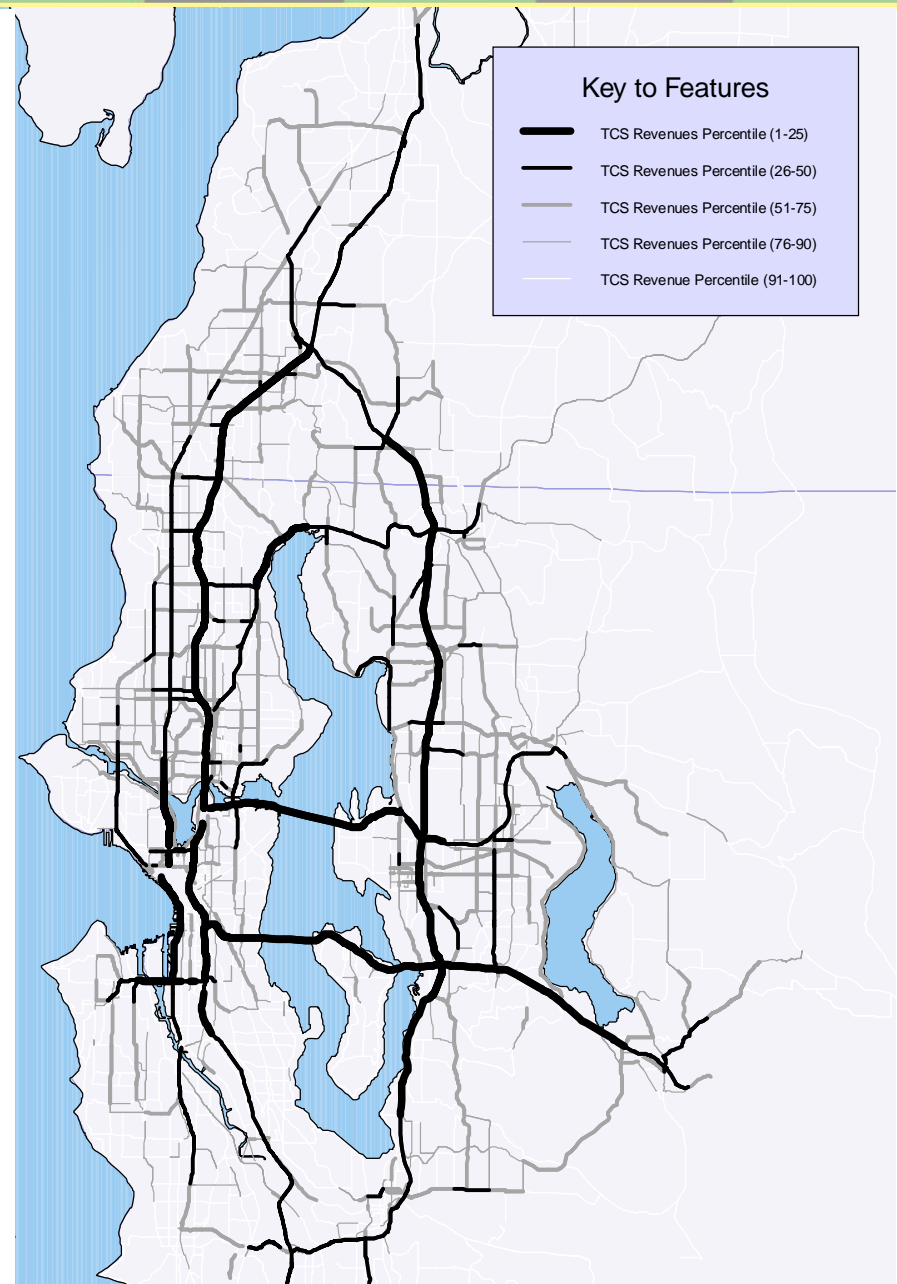 Key to Features
TCS Revenues Percentile (1-25)
TCS Revenues Percentile (26-50)
TCS Revenues Percentile (51-75)
TCS Revenues Percentile (76-90)
TCS Revenue Percentile (91-100)